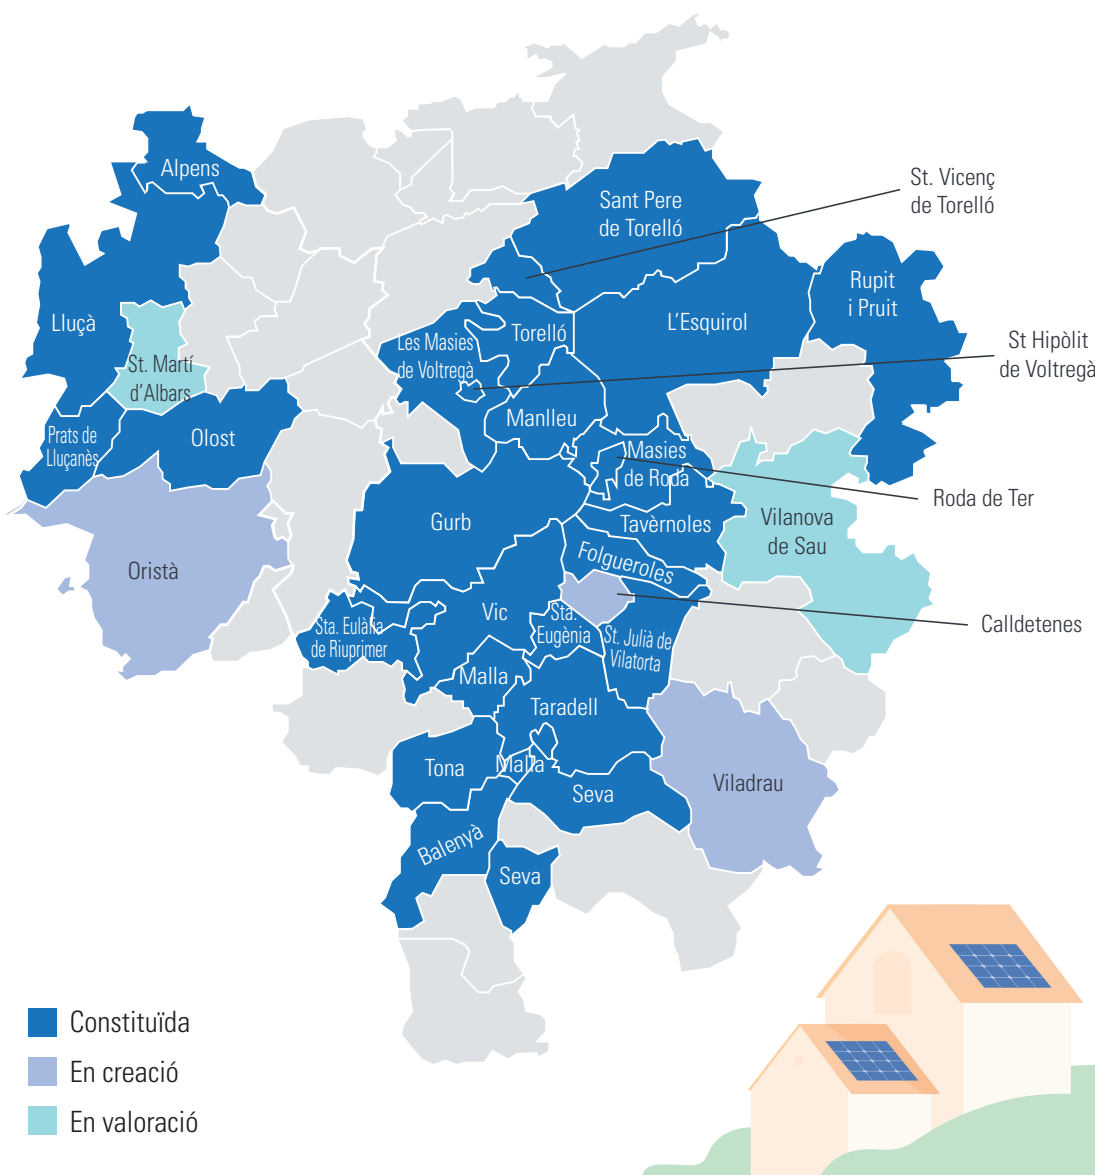 Alpens
St. Vicenç
de Torelló
Sant Pere
de Torelló
Rupit
i Pruit
Lluçà
L'Esquirol
Torelló
Les Masies
de Voltregà
St Hipòlit
de Voltregà
St. Martí
d'Albars
Manlleu
Prats de
Lluçanès
Olost
Masies
de Roda
Roda de Ter
Gurb
Tavèrnoles
Vilanova
de Sau
Oristà
Folgueroles
Vic
Sta.
Eugènia
Sta. Eulàlia
de Riuprimer
St. Julià de
Vilatorta
Calldetenes
Malla
Taradell
Tona
Malla
Seva
Viladrau
Balenyà
Seva
Constituïda
En creació
En valoració